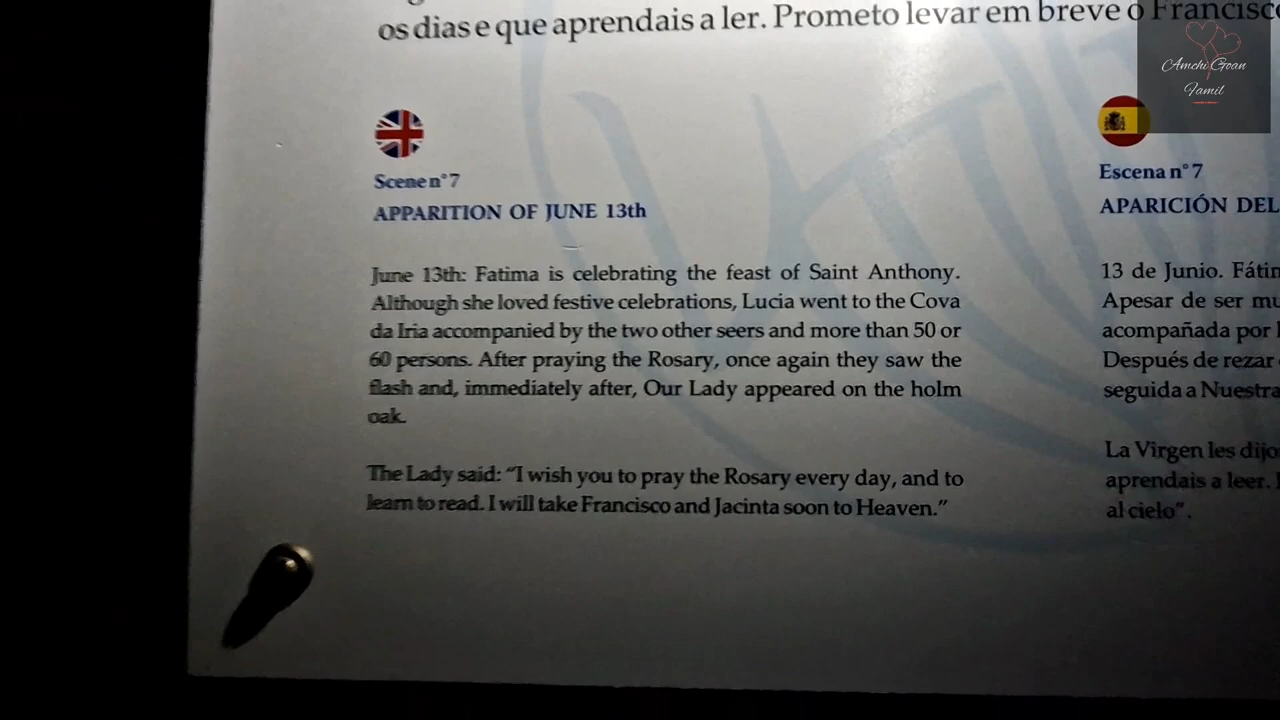 os dias e que aprendais a ler. Prometo levar em breve o Francisco
Amchi Goan
Famil
Scene n° 7
APPARITION OF JUNE 13th
June 13th: Fatima is celebrating the feast of Saint Anthony.
Although she loved festive celebrations, Lucia went to the Cova
da Iria accompanied by the two other seers and more than 50 or
60 persons. After praying the Rosary, once again they saw the
flash and, immediately after, Our Lady appeared on the holm
oak.
The Lady said: “I wish you to pray the Rosary every day, and to
learn to read. I will take Francisco and Jacinta soon to Heaven.”
Escena n° 7
APARICIÓN DEL
13 de Junio. Fátin
Apesar de ser mu
acompañada por
Después de rezar
seguida a Nuestra
La Virgen les dijo
aprendais a leer.
al cielo”.